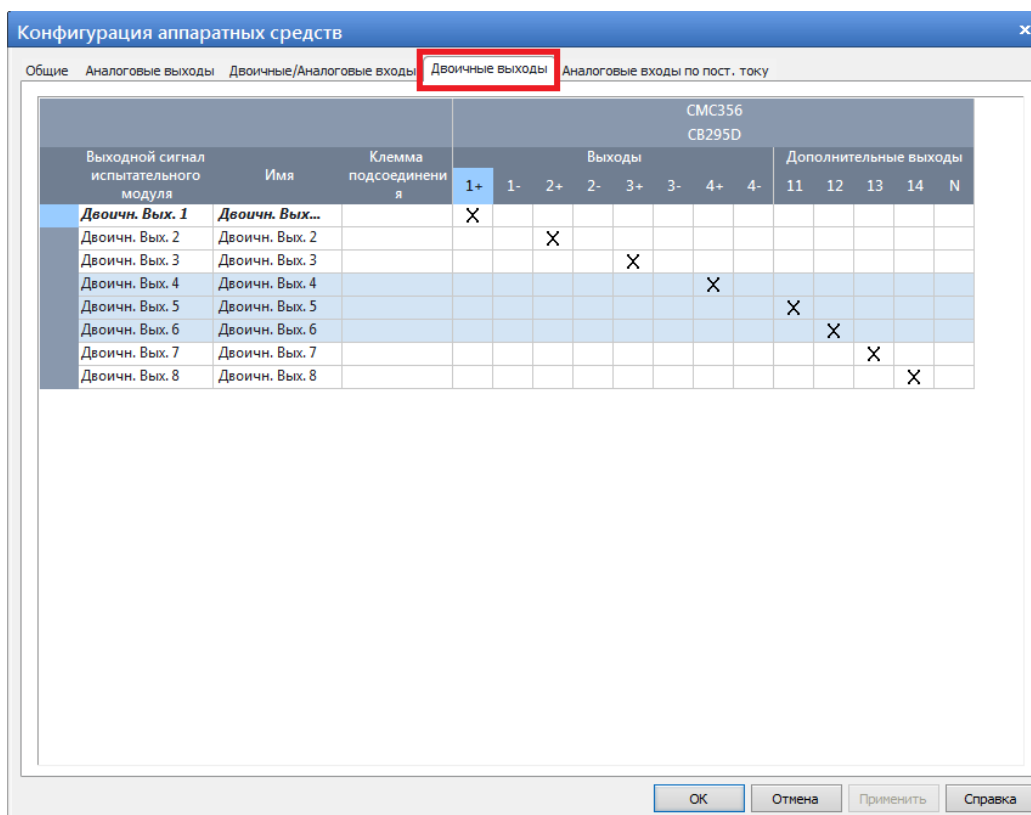 Конфигурация аппаратных средств x
Общие Аналоговые выходы Двоичные/Аналоговые входы Двоичные выходы Аналоговые входы по пост. току
CMC356
CB295D
Выходной сигнал испытательного модуля Имя Клемма подсоединения Выходы Дополнительные выходы
1+ 1- 2+ 2- 3+ 3- 4+ 4- 11 12 13 14 N
Двоичн. Вых. 1 Двоичн. Вых... X
Двоичн. Вых. 2 Двоичн. Вых. 2 X
Двоичн. Вых. 3 Двоичн. Вых. 3 X
Двоичн. Вых. 4 Двоичн. Вых. 4 X
Двоичн. Вых. 5 Двоичн. Вых. 5 X
Двоичн. Вых. 6 Двоичн. Вых. 6 X
Двоичн. Вых. 7 Двоичн. Вых. 7 X
Двоичн. Вых. 8 Двоичн. Вых. 8 X
OK Отмена Применить Справка